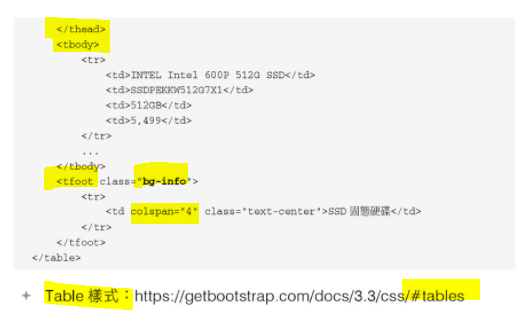 </thead>
<tbody>
<tr>
<td>INTEL Intel 600P 512G SSD</td>
<td>SSDPEKKW512G7X1</td>
<td>512GB</td>
<td>5,499</td>
</tr>
...
</tbody>
<tfoot class="bg-info">
<tr>
<td colspan="4" class="text-center">SSD 固態硬碟</td>
</tr>
</tfoot>
</table>
+ Table 樣式：https://getbootstrap.com/docs/3.3/css/#tables